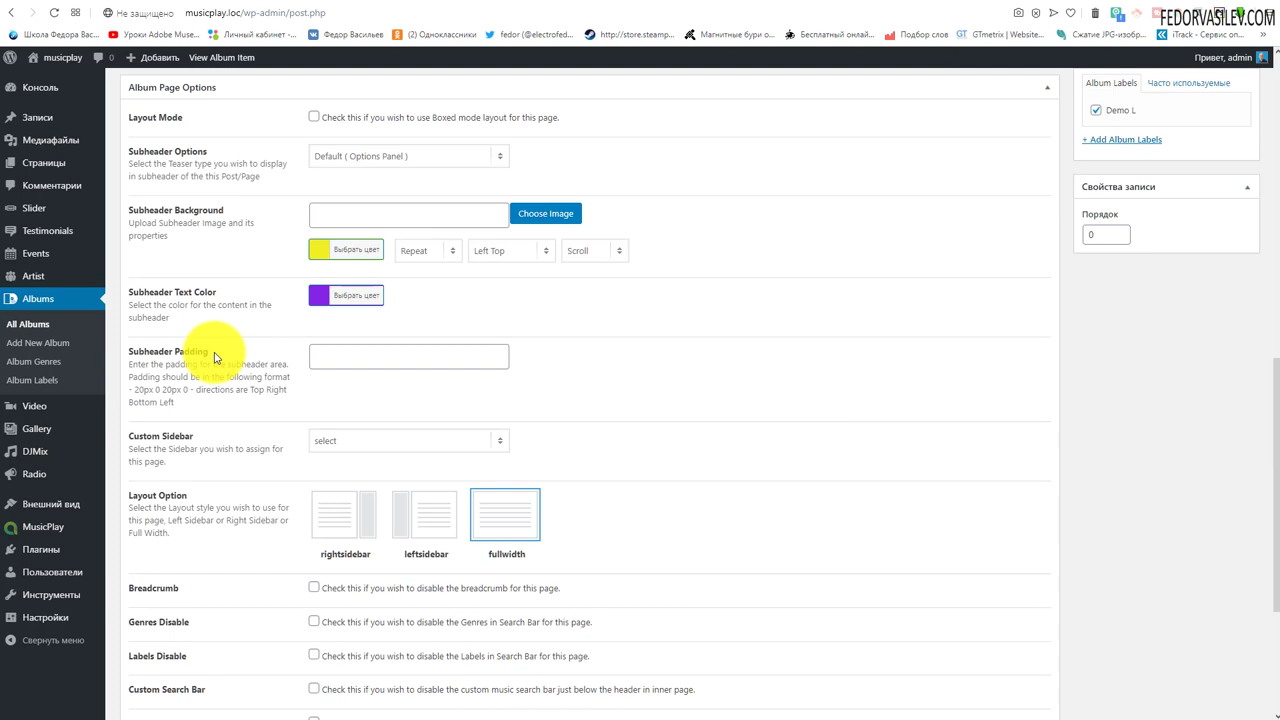 Не защищено
musicplay.loc/wp-admin/post.php
FEDORVASILEV.COM
Школа Федора Вас...
Уроки Adobe Muse...
Личный кабинет -...
Федор Васильев
(2) Одноклассники
fedor (@electrofed...
http://store.steamp...
Магнитные бури от...
Бесплатный онлайн...
Подбор слов
GTmetrix | Website...
Сжатие JPG-изобр...
iTrack - Сервис оп...
musicplay
0
Добавить
View Album Item
Привет, admin
Консоль
Записи
Медиафайлы
Страницы
Комментарии
Slider
Testimonials
Events
Artist
Albums
All Albums
Add New Album
Album Genres
Album Labels
Video
Gallery
DJMix
Radio
Внешний вид
MusicPlay
Плагины
Пользователи
Инструменты
Настройки
Свернуть меню
Album Page Options
Layout Mode
Check this if you wish to use Boxed mode layout for this page.
Subheader Options
Select the Teaser type you wish to display
in subheader of the this Post/Page
Default ( Options Panel )
Subheader Background
Upload Subheader image and its
properties
Choose Image
Выбрать цвет
Repeat
Left Top
Scroll
Subheader Text Color
Select the color for the content in the
subheader
Выбрать цвет
Subheader Padding
Enter the padding for the subheader area.
Padding should be in the following format
- 20px 0 20px 0 - directions are Top Right
Bottom Left
Custom Sidebar
Select the Sidebar you wish to assign for
this page.
select
Layout Option
Select the Layout style you wish to use for
this page, Left Sidebar or Right Sidebar or
Full Width.
rightsidebar
leftsidebar
fullwidth
Breadcrumb
Check this if you wish to disable the breadcrumb for this page.
Genres Disable
Check this if you wish to disable the Genres in Search Bar for this page.
Labels Disable
Check this if you wish to disable the Labels in Search Bar for this page.
Custom Search Bar
Check this if you wish to disable the custom music search bar just below the header in inner page.
Album Labels
Часто используемые
Demo L
+ Add Album Labels
Свойства записи
Порядок
0